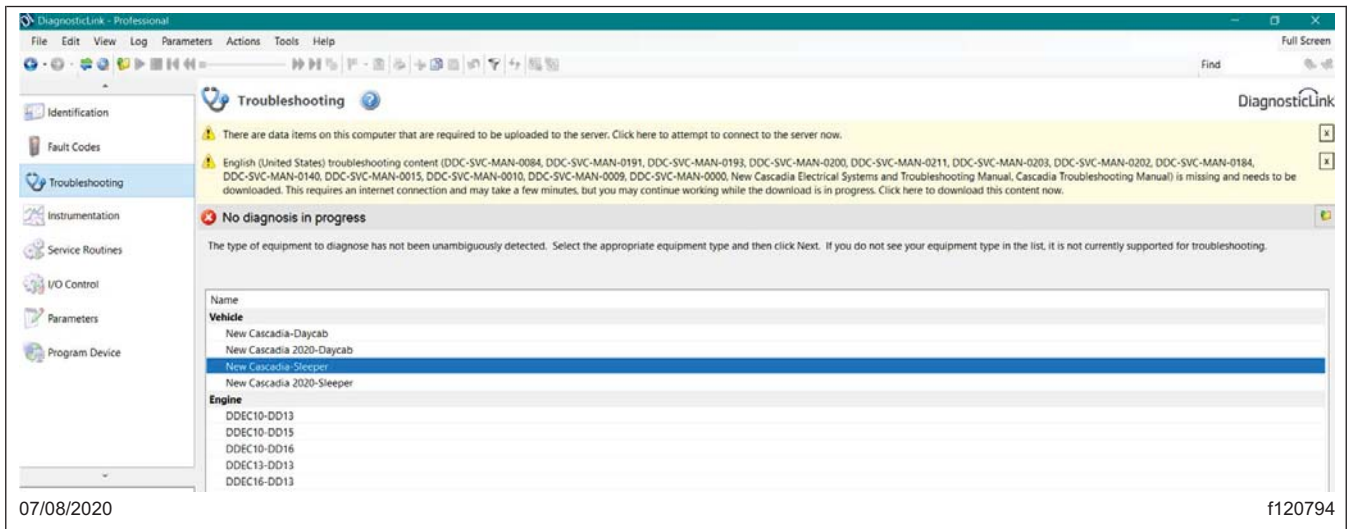 DiagnosticLink - Professional
File Edit View Log Parameters Actions Tools Help Full Screen
Find
Identification
Fault Codes
Troubleshooting
Instrumentation
Service Routines
I/O Control
Parameters
Program Device
Troubleshooting
DiagnosticLink
There are data items on this computer that are required to be uploaded to the server. Click here to attempt to connect to the server now.
English (United States) troubleshooting content (DDC-SVC-MAN-0084, DDC-SVC-MAN-0191, DDC-SVC-MAN-0193, DDC-SVC-MAN-0200, DDC-SVC-MAN-0211, DDC-SVC-MAN-0203, DDC-SVC-MAN-0202, DDC-SVC-MAN-0184,
DDC-SVC-MAN-0140, DDC-SVC-MAN-0015, DDC-SVC-MAN-0010, DDC-SVC-MAN-0009, DDC-SVC-MAN-0000, New Cascadia Electrical Systems and Troubleshooting Manual, Cascadia Troubleshooting Manual) is missing and needs to be
downloaded. This requires an internet connection and may take a few minutes, but you may continue working while the download is in progress. Click here to download this content now.
No diagnosis in progress
The type of equipment to diagnose has not been unambiguously detected. Select the appropriate equipment type and then click Next. If you do not see your equipment type in the list, it is not currently supported for troubleshooting.
Name
Vehicle
New Cascadia-Daycab
New Cascadia 2020-Daycab
New Cascadia-Sleeper
New Cascadia 2020-Sleeper
Engine
DDEC10-DD13
DDEC10-DD15
DDEC10-DD16
DDEC13-DD13
DDEC16-DD13
07/08/2020 f120794